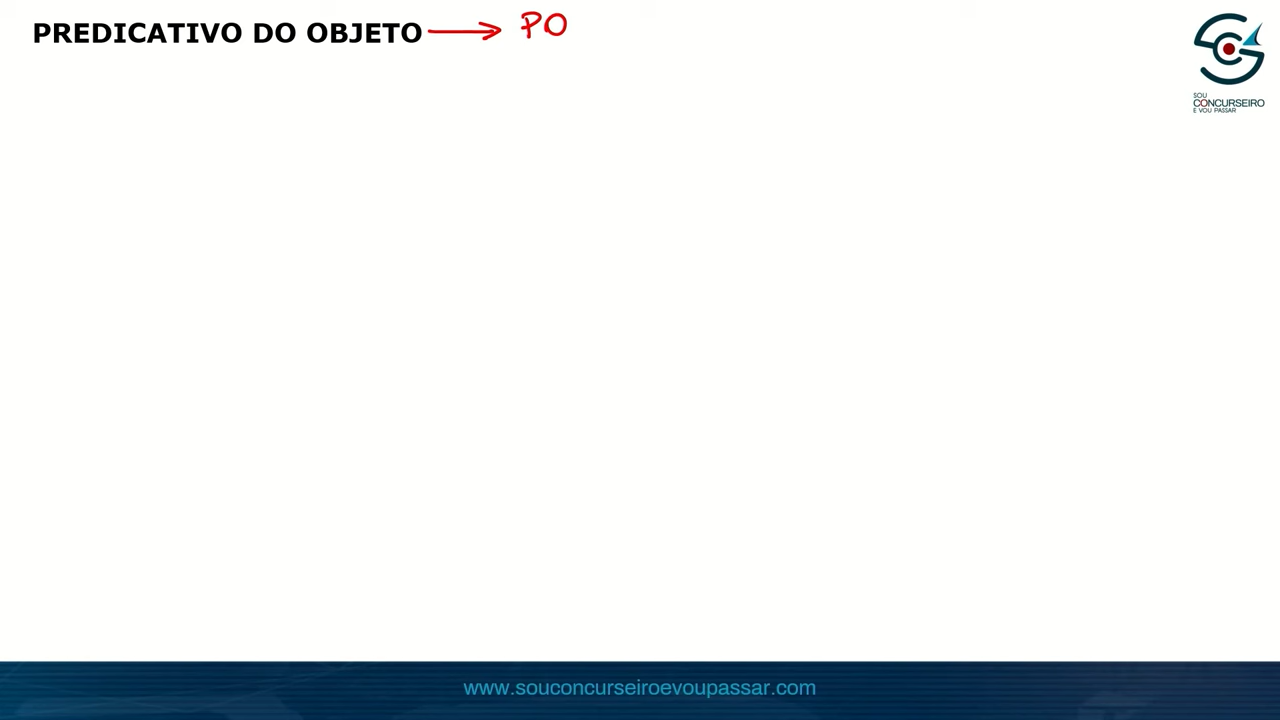 PREDICATIVO DO OBJETO → PO
SOU
CONCURSEIRO
E VOU PASSAR
www.souconcurseiroevoupassar.com